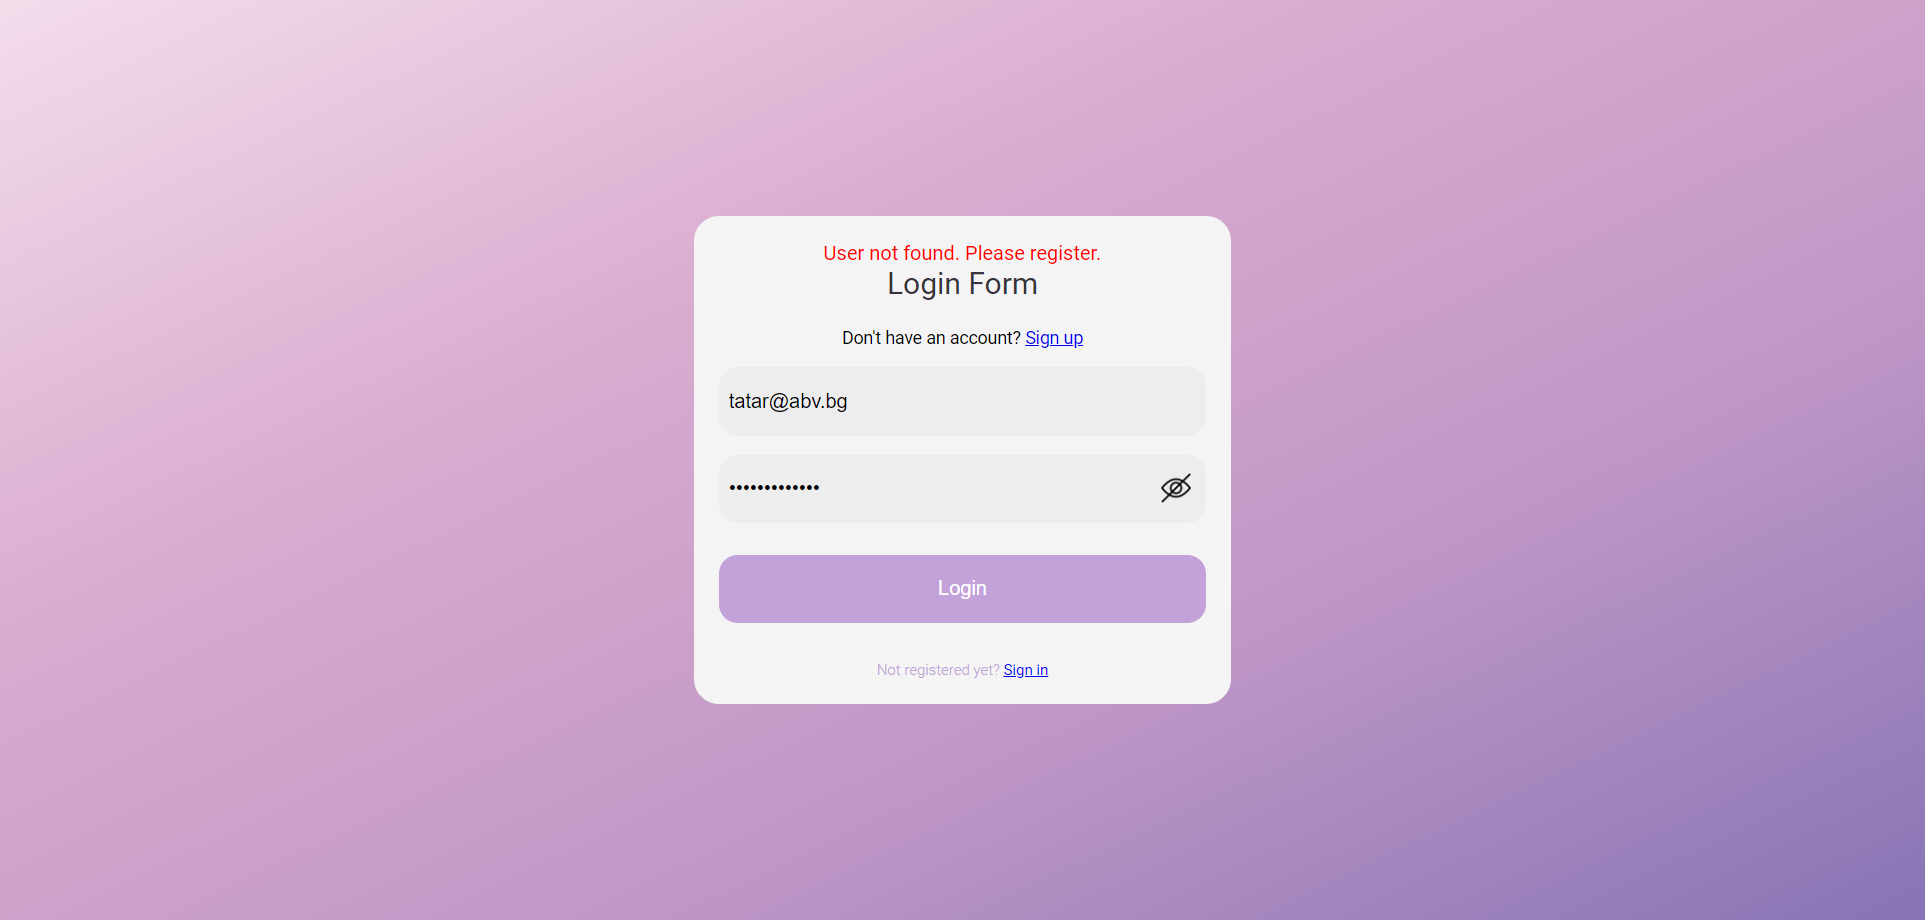 User not found. Please register.
Login Form
Don't have an account? Sign up
tatar@abv.bg
•••••••••••••
Login
Not registered yet? Sign in